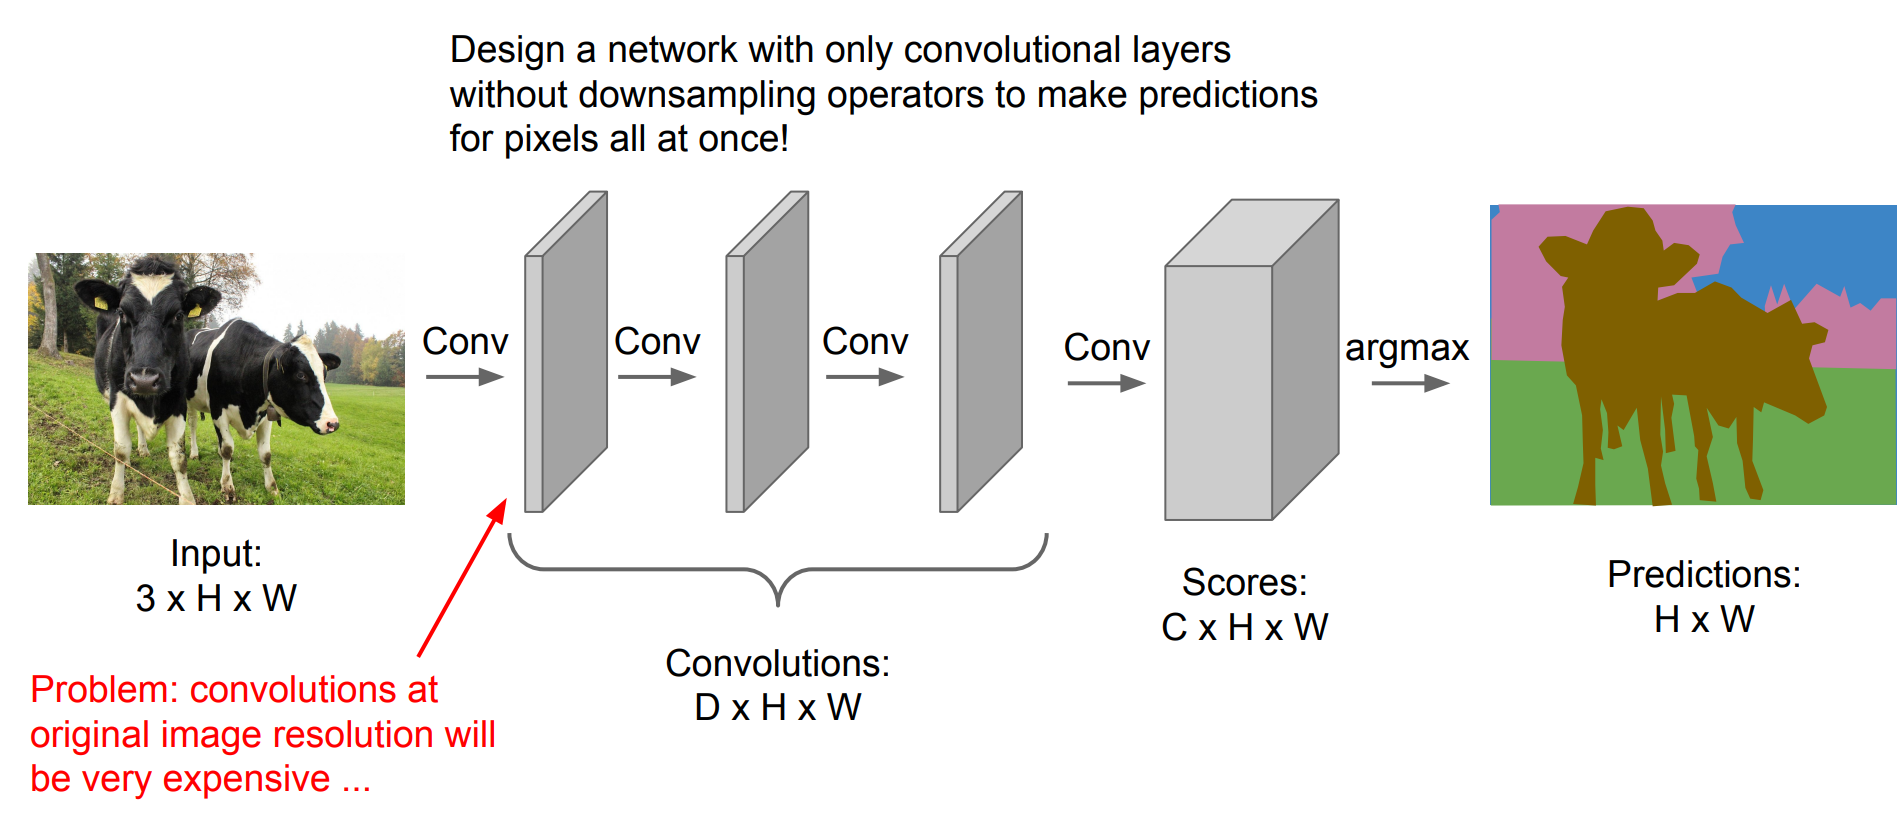 Design a network with only convolutional layers
without downsampling operators to make predictions
for pixels all at once!
Conv
Conv
Conv
Conv
argmax
Input:
3 x H x W
Problem: convolutions at
original image resolution will
be very expensive ...
Convolutions:
D x H x W
Scores:
C x H x W
Predictions:
H x W